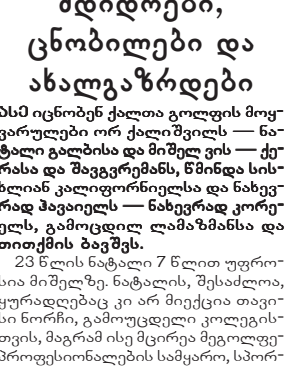 მდიდრები,
ცნობილები და
ახალგაზრდები
ასე იცნობენ ქალთა გოლფის მოყ-
ვარულები ორ ქალიშვილს — ნა-
ტალი გალბისა და მიშელ ვის — ქე-
რასა და შავგვრემანს, წმინდა სის-
ხლიან კალიფორნიელსა და ნახევ-
რად ჰავაიელს — ნახევრად კორე-
ელს, გამოცდილ ლამაზმანსა და
თითქმის ბავშვს.
23 წლის ნატალი 7 წლით უფრო-
სია მიშელზე. ნატალის, შესაძლოა,
ყურადღებაც კი არ მიექცია თავი-
სი ნორჩი, გამოუცდელი კოლეგის-
თვის, მაგრამ ისე მცირეა მეგოლფე-
პროფესიონალების სამყარო, სპორ-